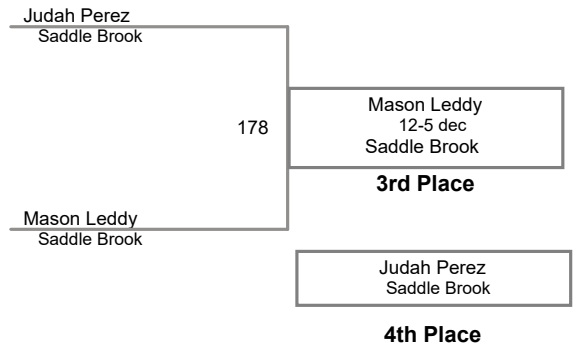 Judah Perez
Saddle Brook
178
Mason Leddy
12-5 dec
Saddle Brook
3rd Place
Mason Leddy
Saddle Brook
Judah Perez
Saddle Brook
4th Place